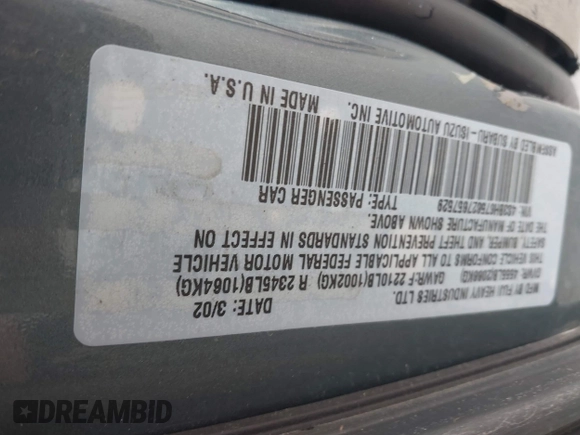 MFD BY FUJI HEAVY INDUSTRIES LTD. DATE: 3/02
GAWR:F 2210LB(1002KG) R 2345LB(1064KG)
THIS VEHICLE CONFORMS TO ALL APPLICABLE FEDERAL MOTOR VEHICLE
SAFETY, BUMPER, AND THEFT PREVENTION STANDARDS IN EFFECT ON
THE DATE OF MANUFACTURE SHOWN ABOVE.
VIN: TYPE: PASSENGER CAR
ASSEMBLED BY SUBARU-ISUZU AUTOMOTIVE INC. MADE IN U.S.A.
DREAMBID